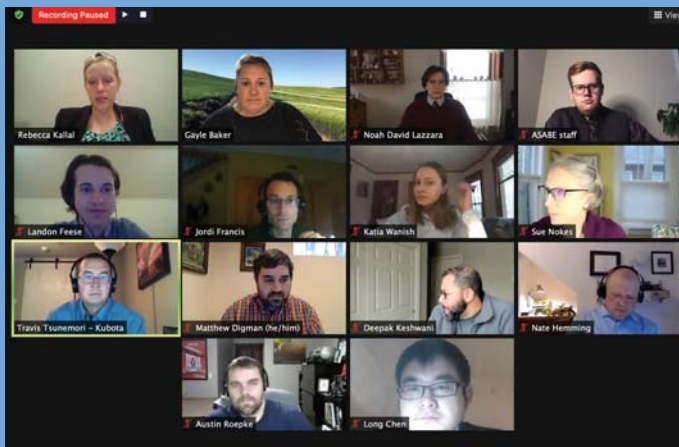 Recording Paused
View
Rebecca Kallal
Gayle Baker
Noah David Lazzara
ASABE staff
Landon Feese
Jordi Francis
Katia Wanish
Sue Nokes
Travis Tsunemori - Kubota
Matthew Digman (he/him)
Deepak Keshwani
Nate Hemming
Austin Roepke
Long Chen